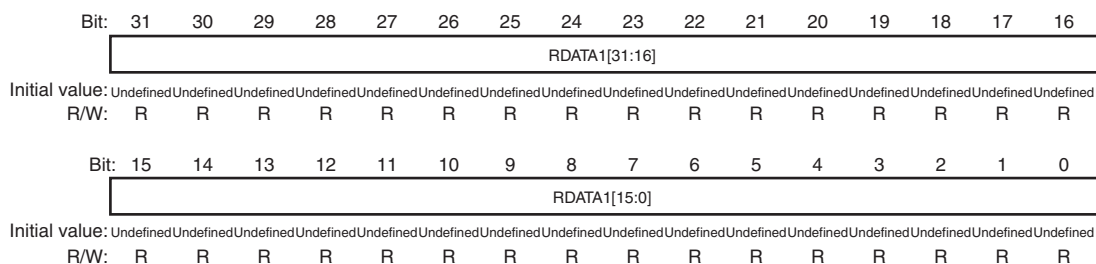 Bit: 31 30 29 28 27 26 25 24 23 22 21 20 19 18 17 16
RDATA1[31:16]
Initial value: Undefined Undefined Undefined Undefined Undefined Undefined Undefined Undefined Undefined Undefined Undefined Undefined Undefined Undefined Undefined Undefined
R/W: R R R R R R R R R R R R R R R R
Bit: 15 14 13 12 11 10 9 8 7 6 5 4 3 2 1 0
RDATA1[15:0]
Initial value: Undefined Undefined Undefined Undefined Undefined Undefined Undefined Undefined Undefined Undefined Undefined Undefined Undefined Undefined Undefined Undefined
R/W: R R R R R R R R R R R R R R R R